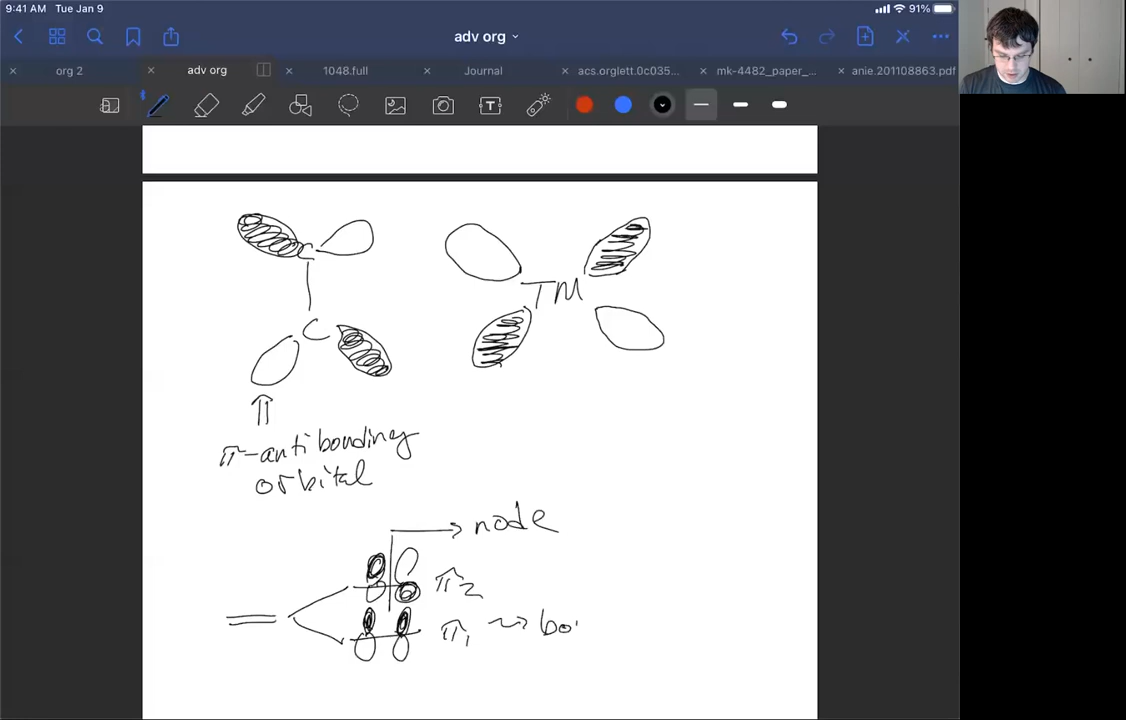 9:41 AM Tue Jan 9
91%
adv org
org 2
adv org
1048.full
Journal
acs.orglett.0c035...
mk-4482_paper_...
anie.201108863.pdf
T
C
C
TM
π-antibonding
orbital
node
π2
π1 ~> bo